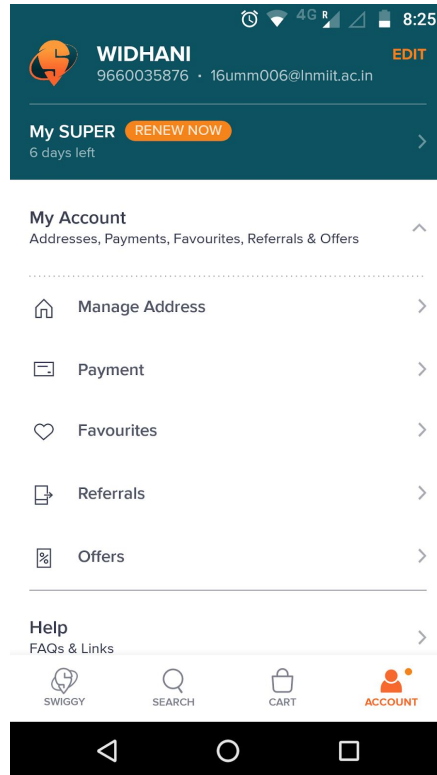 4G R 8:25
WIDHANI EDIT
9660035876 · 16umm006@lnmiit.ac.in
My SUPER RENEW NOW
6 days left
My Account
Addresses, Payments, Favourites, Referrals & Offers
Manage Address
Payment
Favourites
Referrals
% Offers
Help
FAQs & Links
SWIGGY SEARCH CART ACCOUNT